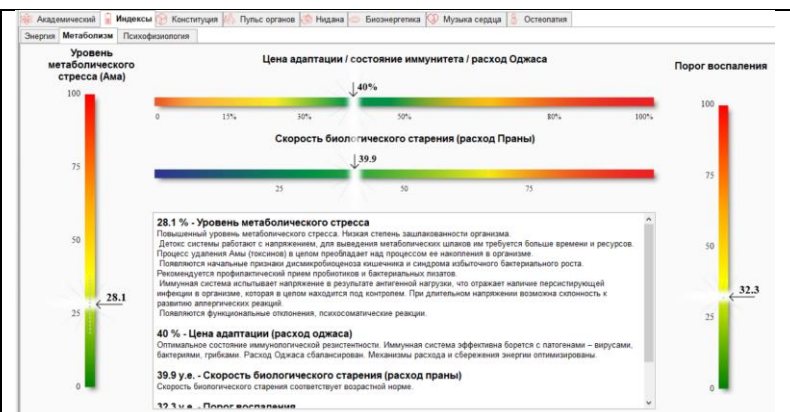 Академический Индексы Конституция Пульс органов Нидана Биоэнергетика Музыка сердца Остеопатия
Энергия Метаболизм Психофизиология
Уровень
метаболического
стресса (Ама)
100
75
50
28.1
25
0
Цена адаптации / состояние иммунитета / расход Оджаса
40%
0 15% 30% 50% 80% 100%
Скорость биологического старения (расход Праны)
39.9
25 50 75
28.1 % - Уровень метаболического стресса
Повышенный уровень метаболического стресса. Низкая степень зашлакованности организма.
Детокс системы работают с напряжением, для выведения метаболических шлаков им требуется больше времени и ресурсов.
Процесс удаления Амы (токсинов) в целом преобладает над процессом ее накопления в организме.
Появляются начальные признаки дисмикробиоценоза кишечника и синдрома избыточного бактериального роста.
Рекомендуется профилактический прием пробиотиков и бактериальных лизатов.
Иммунная система испытывает напряжение в результате антигенной нагрузки, что отражает наличие персистирующей
инфекции в организме, которая в целом находится под контролем. При длительном напряжении возможна склонность к
развитию аллергических реакций.
Появляются функциональные отклонения, психосоматические реакции.
40 % - Цена адаптации (расход оджаса)
Оптимальное состояние иммунологической резистентности. Иммунная система эффективна борется с патогенами – вирусами,
бактериями, грибками. Расход Оджаса сбалансирован. Механизмы расхода и сбережения энергии оптимизированы.
39.9 у.е. - Скорость биологического старения (расход праны)
Скорость биологического старения соответствует возрастной норме.
32.3 у.е. - Порог воспаления
Порог воспаления
100
75
50
32.3
25
0